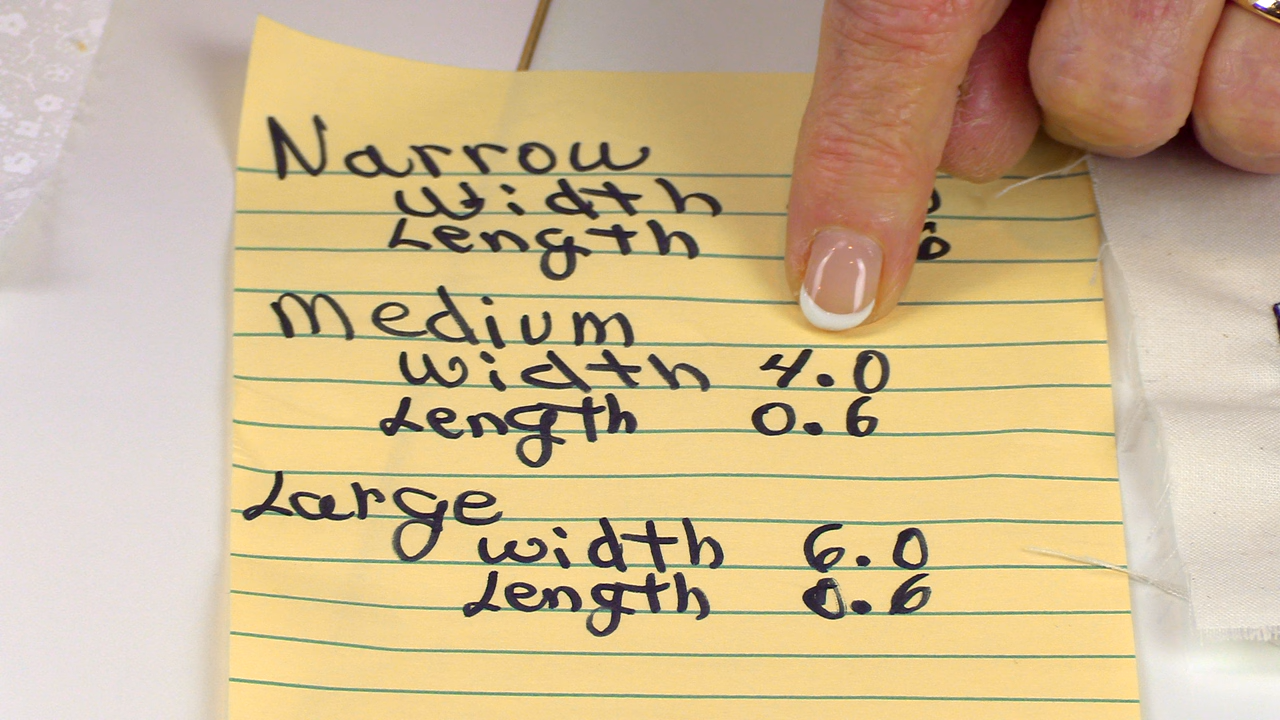 Narrow
Width
Length
Medium
Width 4.0
Length 0.6
Large
width 6.0
Length 0.6